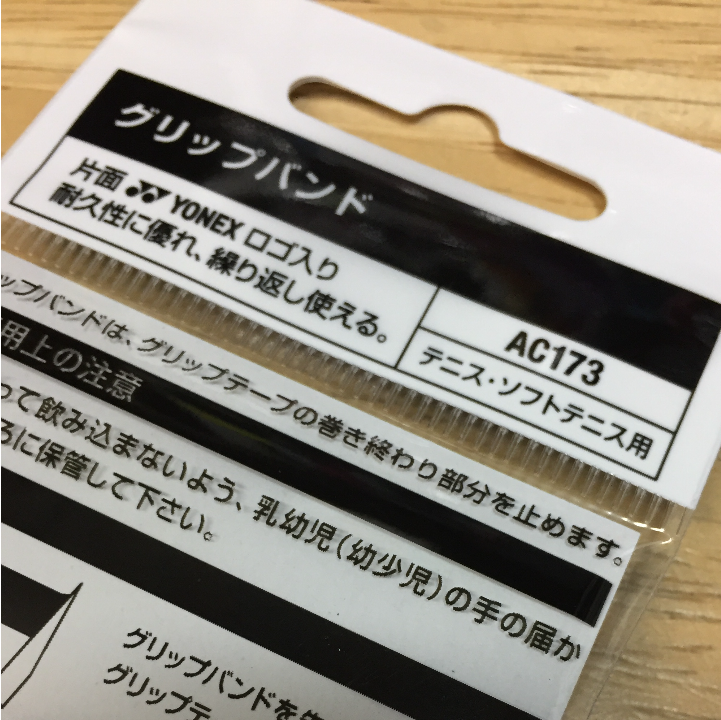 グリップバンド
片面 YONEX ロゴ入り
耐久性に優れ、繰り返し使える。
AC173
テニス・ソフトテニス用
ップバンドは、グリップテープの巻き終わり部分を止めます。
用上の注意
って飲み込まないよう、乳幼児(幼少児)の手の届か
ろに保管して下さい。
グリップバンドを
グリップテ